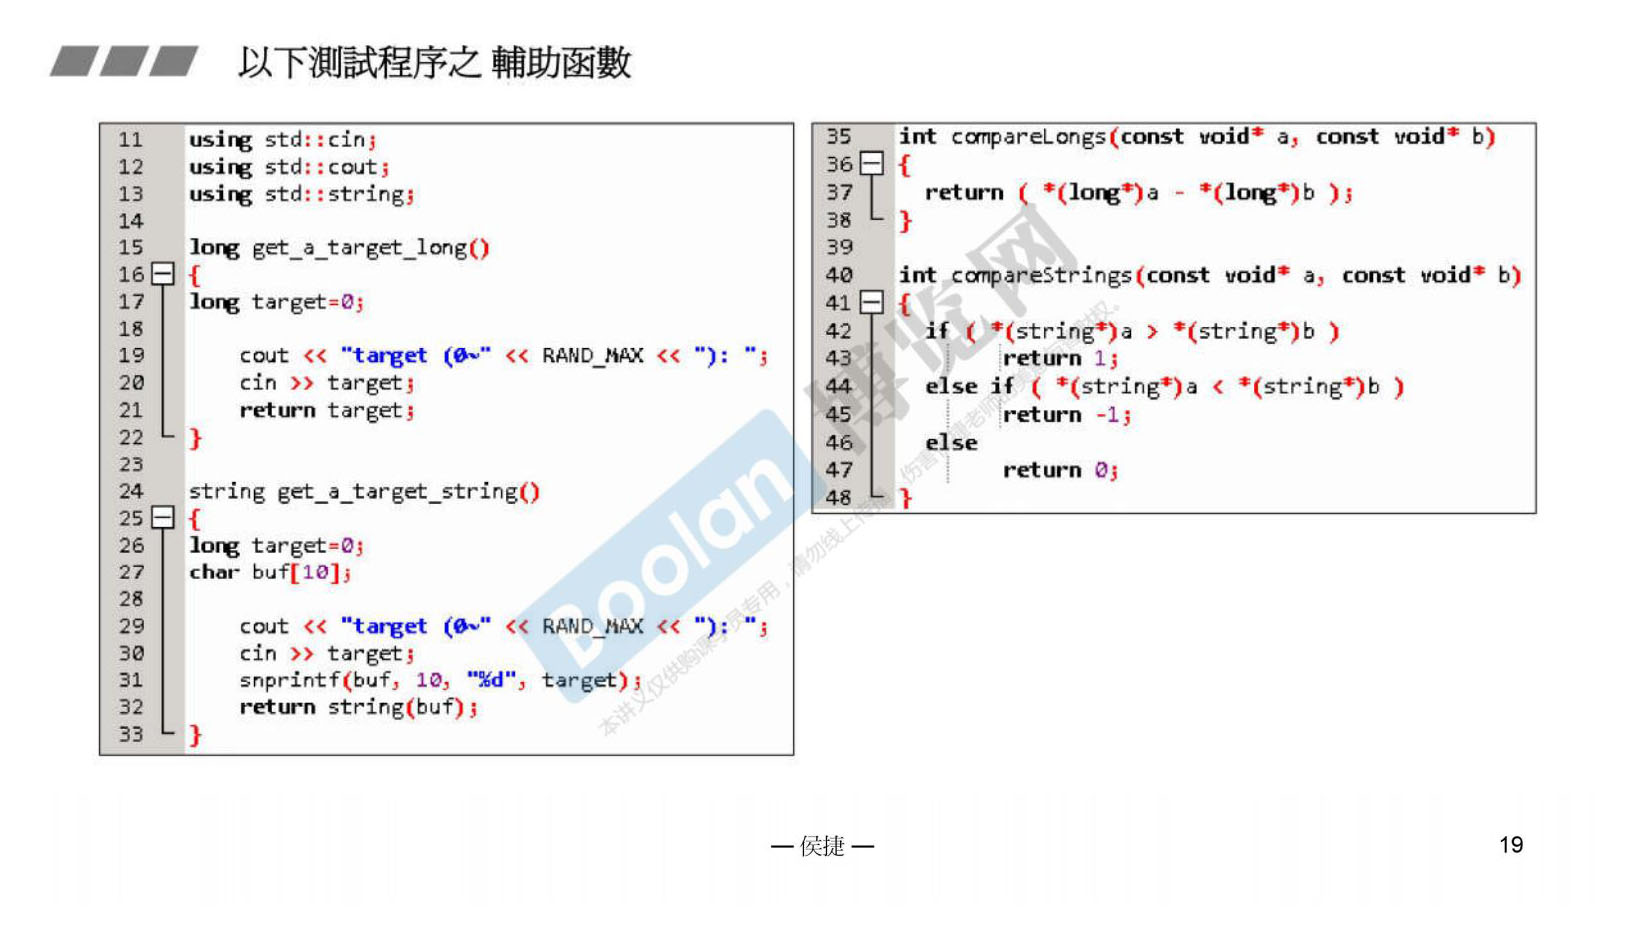 以下測試程序之 輔助函數
11 using std::cin;
12 using std::cout;
13 using std::string;
14
15 long get_a_target_long()
16 {
17 long target=0;
18
19 cout << "target (0~" << RAND_MAX << "): ";
20 cin >> target;
21 return target;
22 }
23
24 string get_a_target_string()
25 {
26 long target=0;
27 char buf[10];
28
29 cout << "target (0~" << RAND_MAX << "): ";
30 cin >> target;
31 snprintf(buf, 10, "%d", target);
32 return string(buf);
33 }
35 int compareLongs(const void* a, const void* b)
36 {
37 return ( *(long*)a - *(long*)b );
38 }
39
40 int compareStrings(const void* a, const void* b)
41 {
42 if ( *(string*)a > *(string*)b )
43 return 1;
44 else if ( *(string*)a < *(string*)b )
45 return -1;
46 else
47 return 0;
48 }
Boolan 博览网
本讲义仅供购课学员专用，请勿线上传播，伤害侯捷老师
— 侯捷 —
19